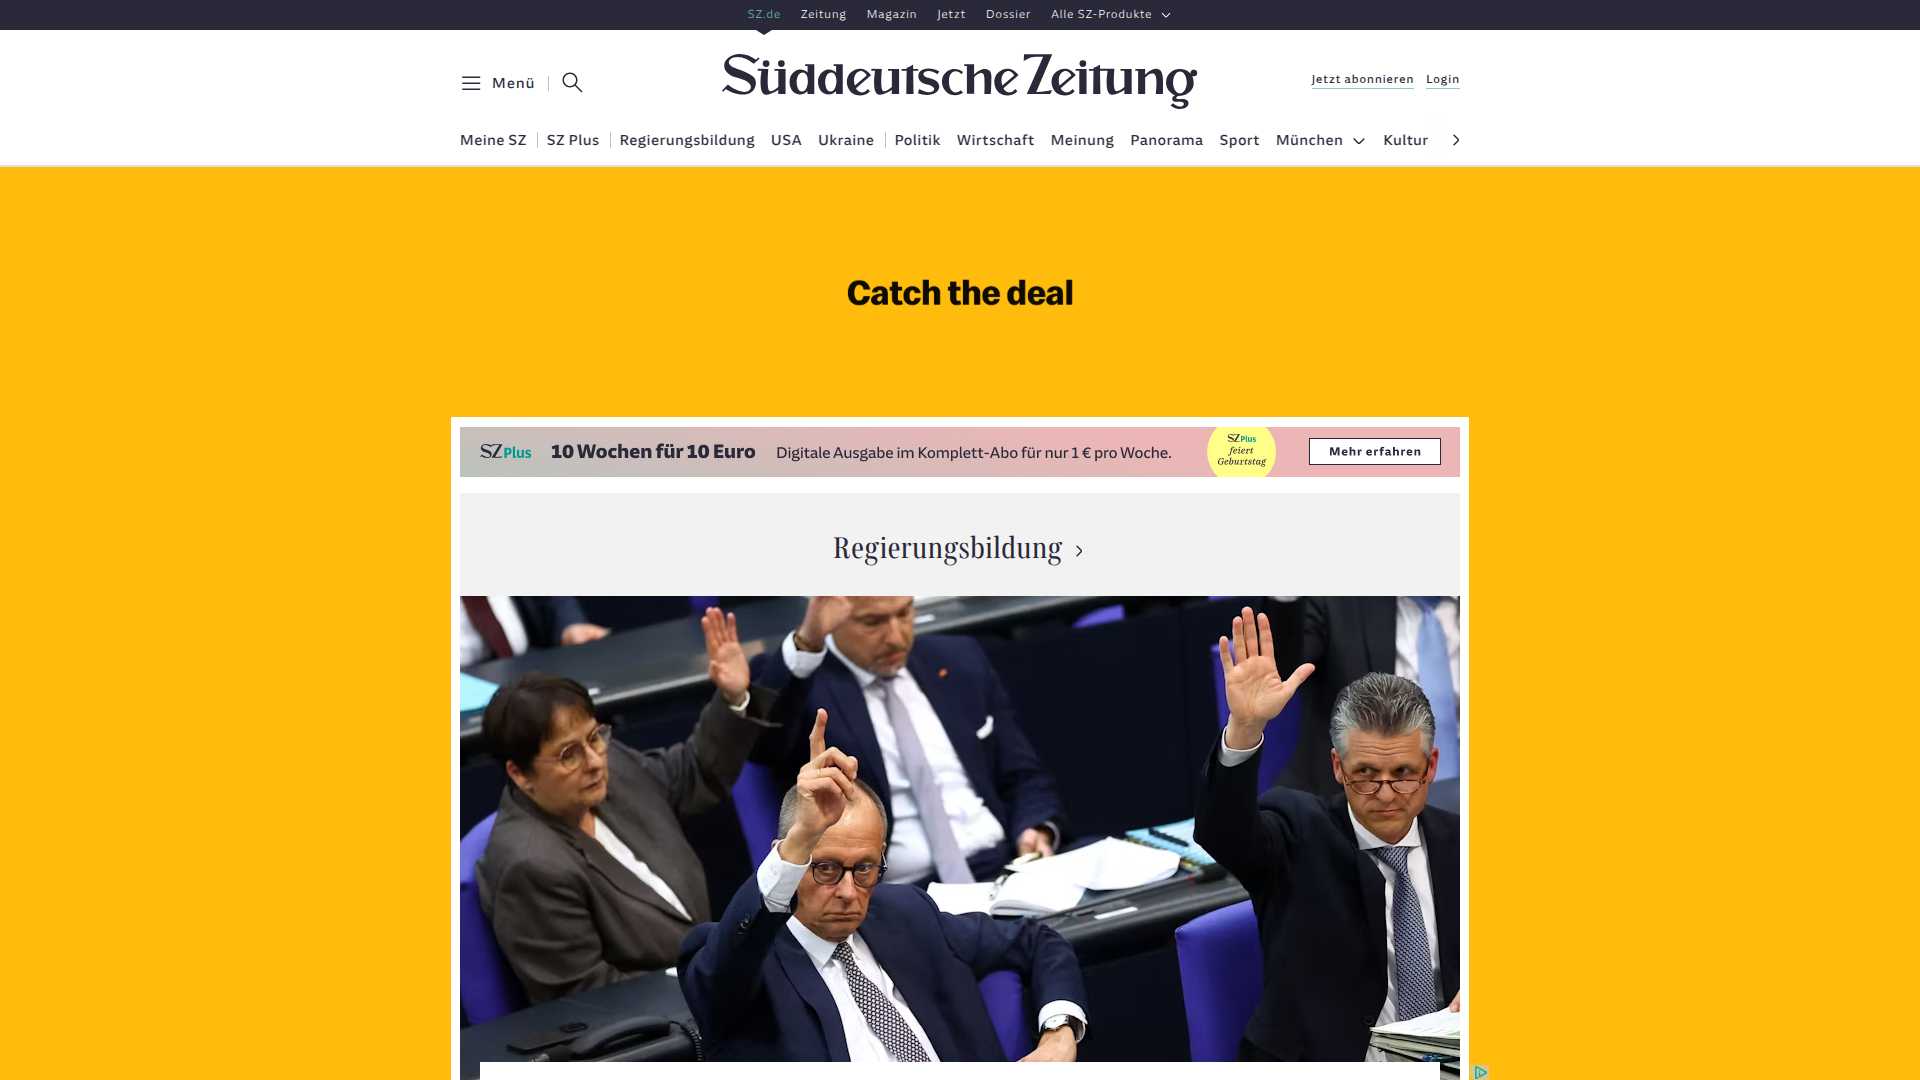 SZ.de Zeitung Magazin Jetzt Dossier Alle SZ-Produkte
Menü
Süddeutsche Zeitung
Jetzt abonnieren Login
Meine SZ SZ Plus Regierungsbildung USA Ukraine Politik Wirtschaft Meinung Panorama Sport München Kultur
Catch the deal
SZ Plus 10 Wochen für 10 Euro Digitale Ausgabe im Komplett-Abo für nur 1 € pro Woche.
SZ Plus
feiert
Geburtstag
Mehr erfahren
Regierungsbildung